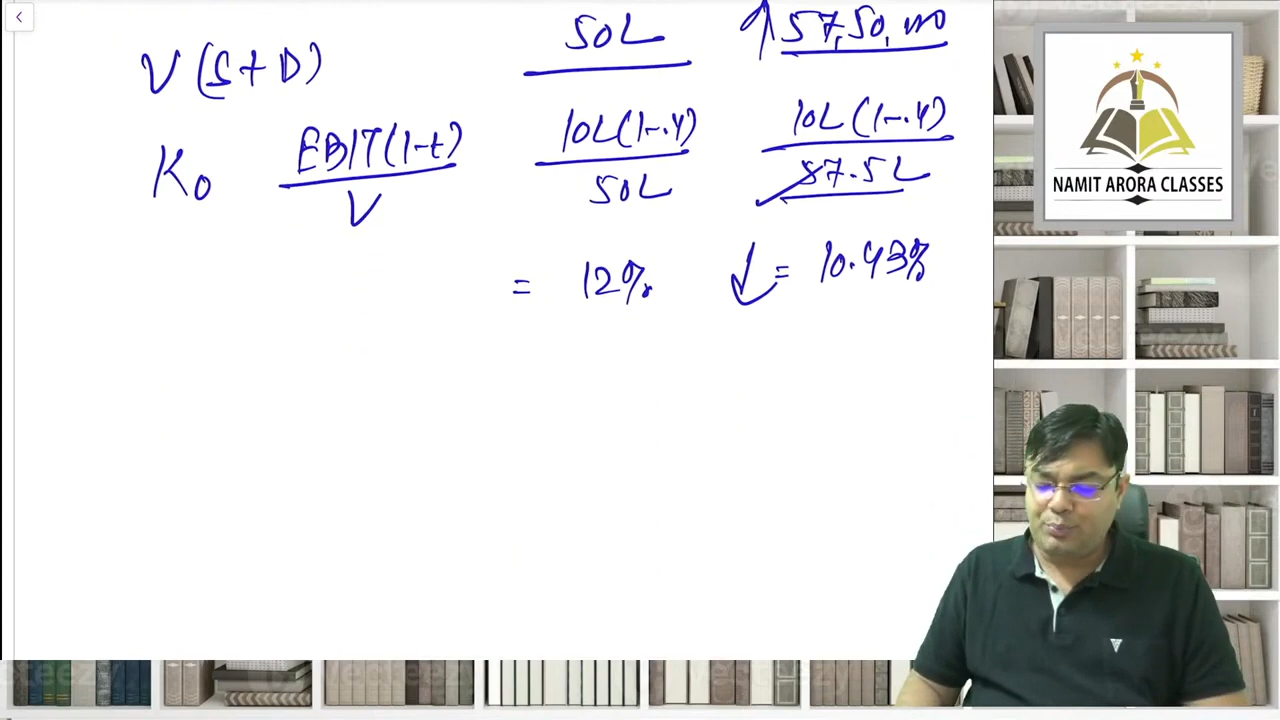 <
50L ↑ 57,50,000
V (S+D)
K₀ EBIT(1-t) / V 10L(1-.4) / 50L 10L(1-.4) / 57.5L
= 12% ↓ = 10.43%
NAMIT ARORA CLASSES